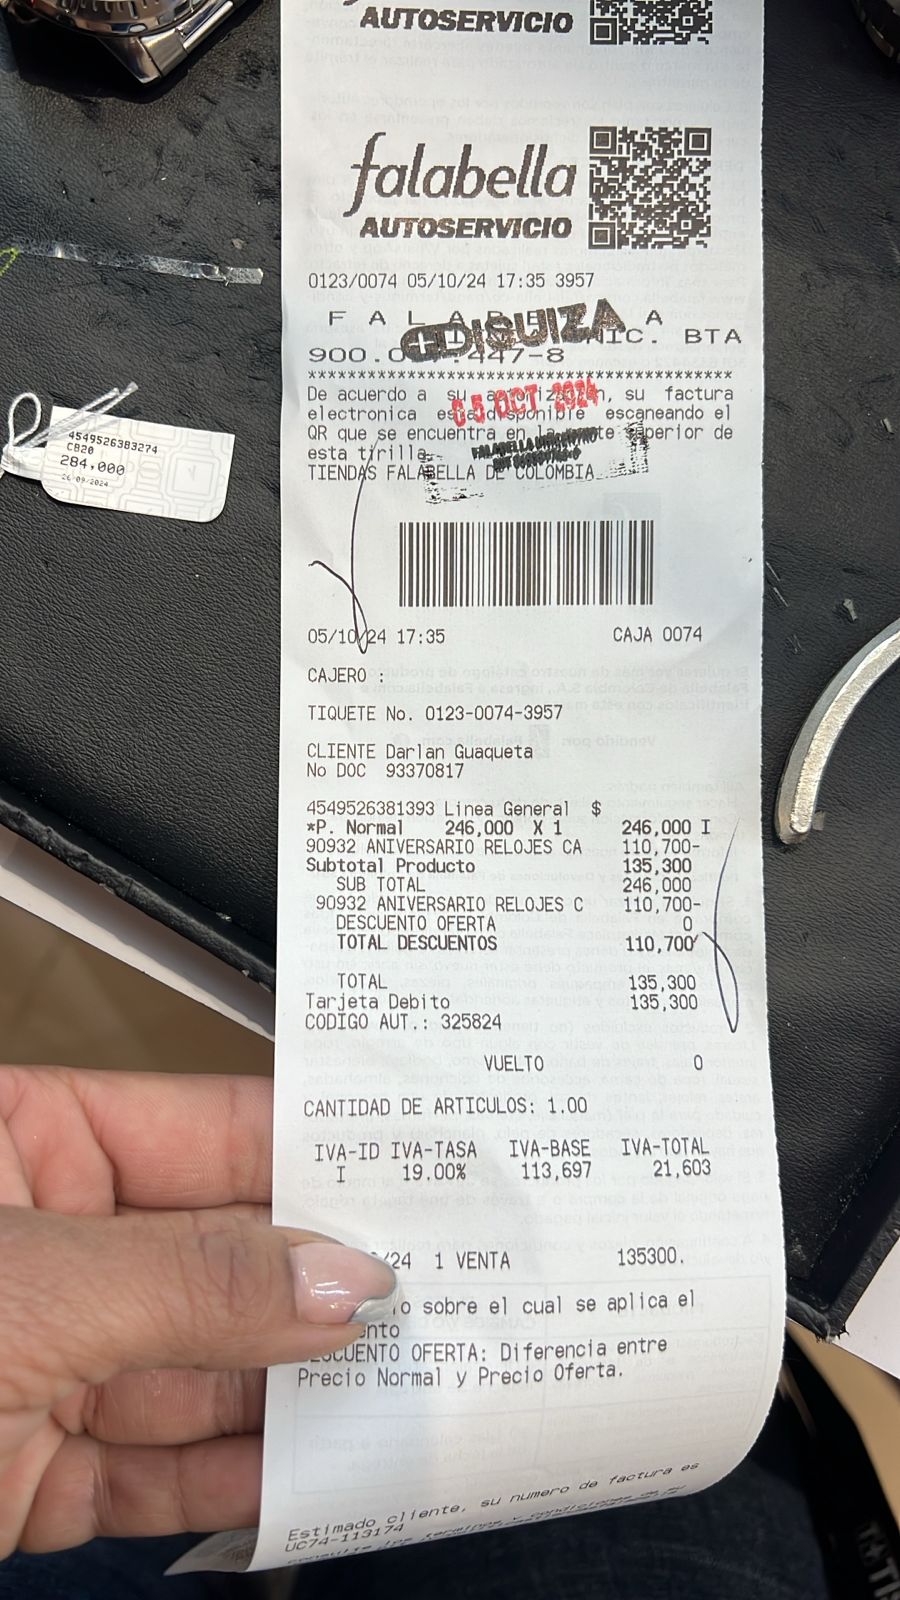 AUTOSERVICIO
falabella
AUTOSERVICIO
0123/0074 05/10/24 17:35 3957
DISUIZA
BTA
05 OCT 2024
De acuerdo a su autorizacion, su factura
electronica esta disponible escaneando el
QR que se encuentra en la parte superior de
esta tirilla.
TIENDAS FALABELLA DE COLOMBIA
4549526383274
CB20
284,000
26/09/2024
05/10/24 17:35 CAJA 0074
CAJERO :
TIQUETE No. 0123-0074-3957
CLIENTE Darlan Guaqueta
No DOC 93370817
4549526381393 Linea General $
*P. Normal 246,000 X 1 246,000 I
90932 ANIVERSARIO RELOJES CA 110,700-
Subtotal Producto 135,300
SUB TOTAL 246,000
90932 ANIVERSARIO RELOJES C 110,700-
DESCUENTO OFERTA 0
TOTAL DESCUENTOS 110,700
TOTAL 135,300
Tarjeta Debito 135,300
CODIGO AUT.: 325824
VUELTO 0
CANTIDAD DE ARTICULOS: 1.00
IVA-ID IVA-TASA IVA-BASE IVA-TOTAL
I 19.00% 113,697 21,603
/24 1 VENTA 135300.
sobre el cual se aplica el
DESCUENTO OFERTA: Diferencia entre
Precio Normal y Precio Oferta.
Estimado cliente, su numero de factura es
UC74-113174